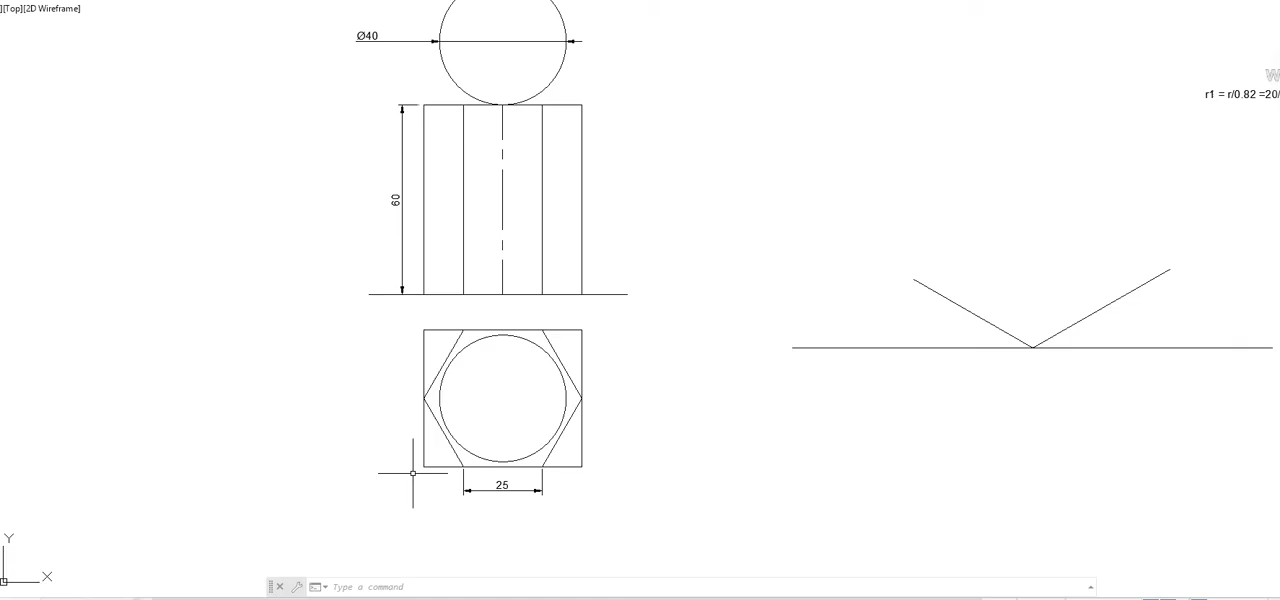 ][Top][2D Wireframe]
Ø40
r1 = r/0.82 =20/
60
25
Y
X
Type a command